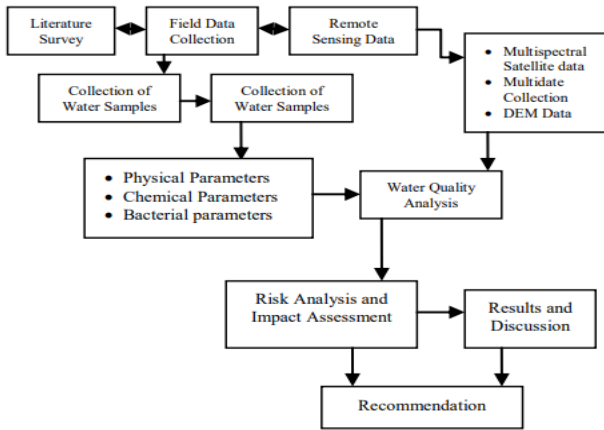 Literature
Survey
Field Data
Collection
Remote
Sensing Data
• Multispectral
Satellite data
• Multidate
Collection
• DEM Data
Collection of
Water Samples
Collection of
Water Samples
• Physical Parameters
• Chemical Parameters
• Bacterial parameters
Water Quality
Analysis
Risk Analysis and
Impact Assessment
Results and
Discussion
Recommendation